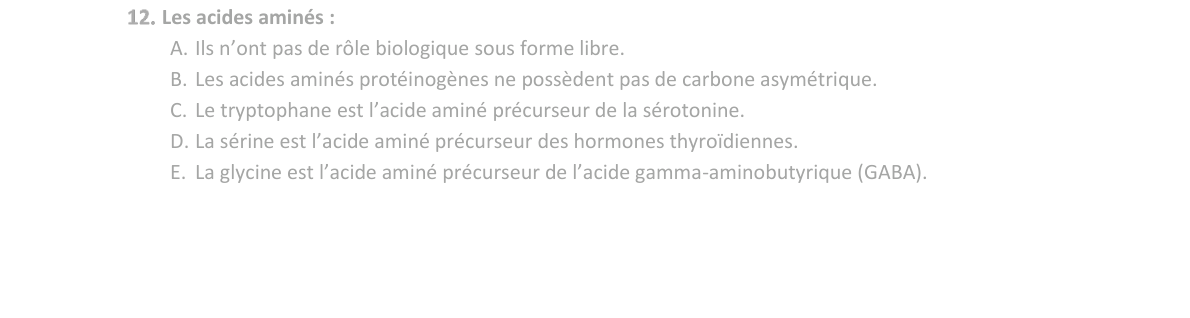 12. Les acides aminés :
A. Ils n’ont pas de rôle biologique sous forme libre.
B. Les acides aminés protéinogènes ne possèdent pas de carbone asymétrique.
C. Le tryptophane est l’acide aminé précurseur de la sérotonine.
D. La sérine est l’acide aminé précurseur des hormones thyroïdiennes.
E. La glycine est l’acide aminé précurseur de l’acide gamma-aminobutyrique (GABA).